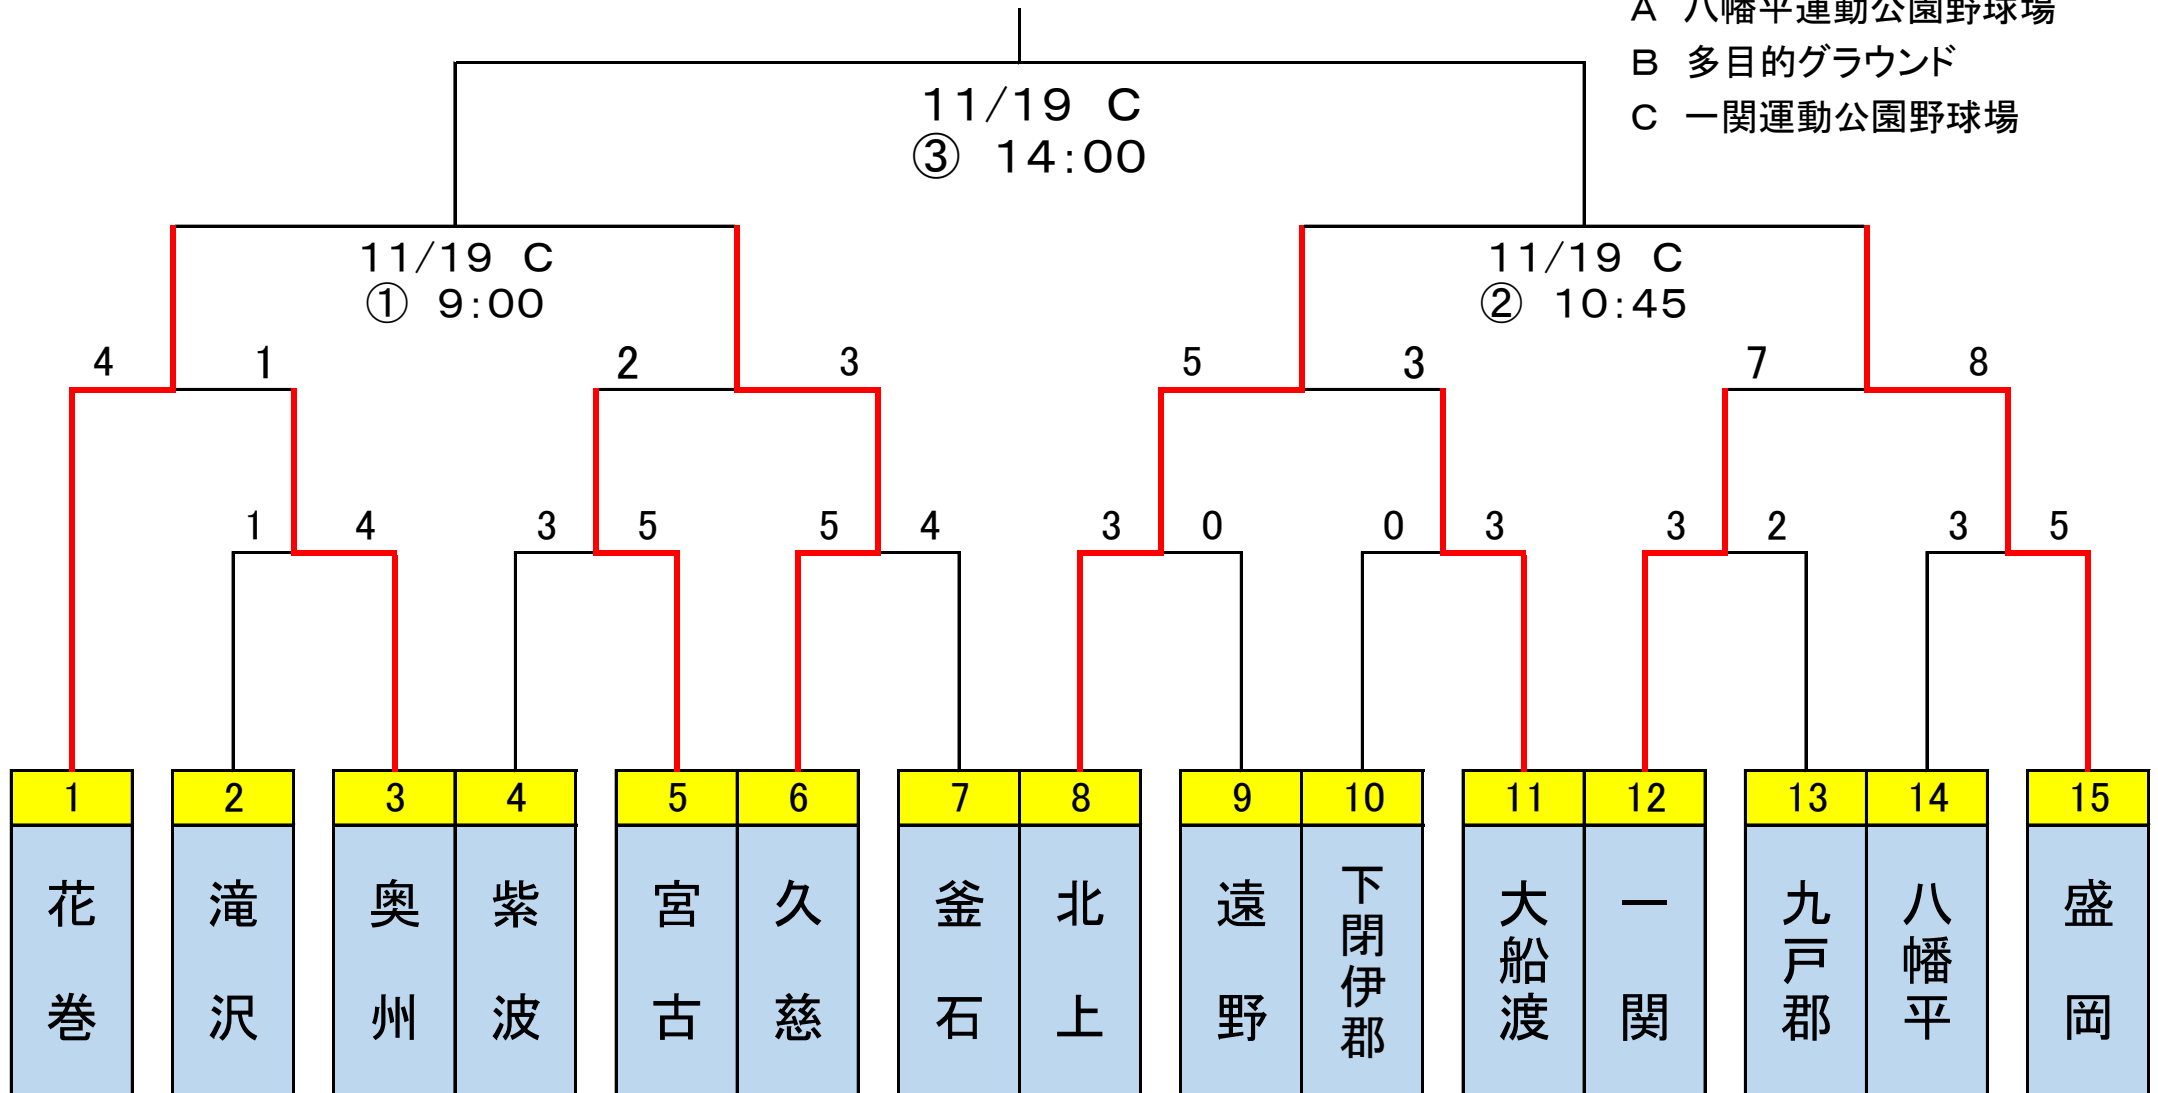 A 八幡平運動公園野球場
B 多目的グラウンド
C 一関運動公園野球場
11/19 C
③ 14:00
11/19 C
① 9:00
11/19 C
② 10:45
4 1 2 3 5 3 7 8
1 4 3 5 5 4 3 0 0 3 3 2 3 5
1 2 3 4 5 6 7 8 9 10 11 12 13 14 15
花巻
滝沢
奥州
紫波
宮古
久慈
釜石
北上
遠野
下閉伊郡
大船渡
一関
九戸郡
八幡平
盛岡